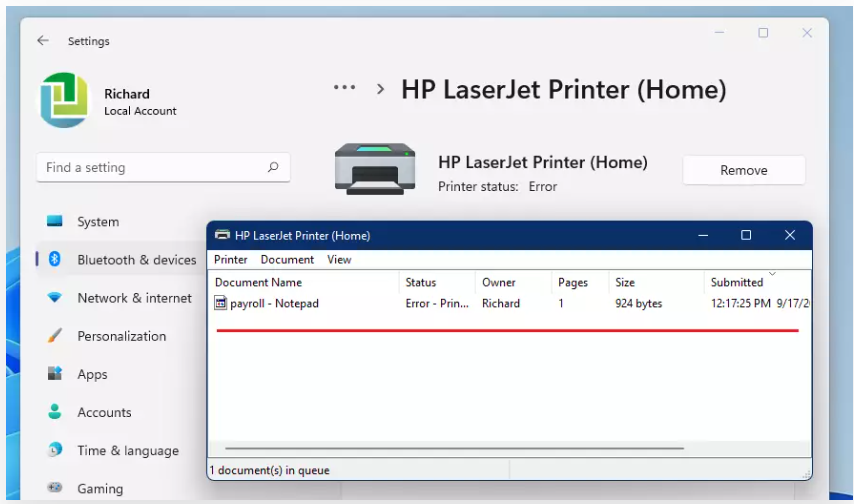 Settings
Richard
Local Account
Find a setting
System
Bluetooth & devices
Network & internet
Personalization
Apps
Accounts
Time & language
Gaming
••• > HP LaserJet Printer (Home)
HP LaserJet Printer (Home)
Printer status: Error
Remove
HP LaserJet Printer (Home)
Printer Document View
Document Name Status Owner Pages Size Submitted
payroll - Notepad Error - Prin... Richard 1 924 bytes 12:17:25 PM 9/17/20
1 document(s) in queue